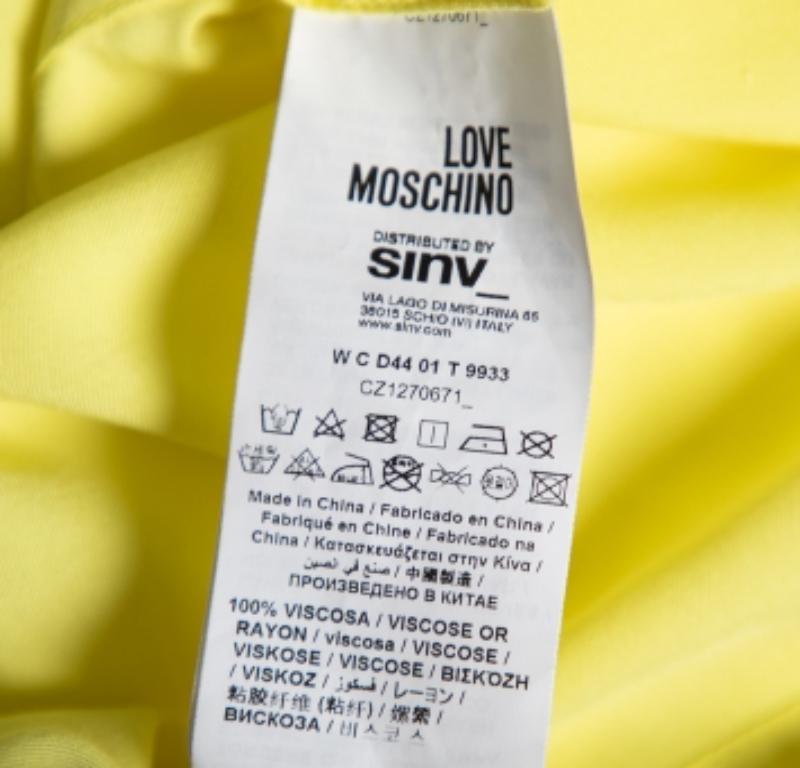 CZ1270671_
LOVE
MOSCHINO
DISTRIBUTED BY
sınv_
VIA LAGO DI MISURINA 65
36015 SCHIO (VI) ITALY
www.sinv.com
W C D44 01 T 9933
CZ1270671_
Made in China / Fabricado en China /
Fabriqué en Chine / Fabricado na
China / Κατασκευάζεται στην Κίνα /
صنع في الصين / 中國製造 /
ПРОИЗВЕДЕНО В КИТАЕ
100% VISCOSA / VISCOSE OR
RAYON / viscosa / VISCOSE /
VISKOSE / VISCOSE / ΒΙΣΚΟΖΗ
/ VISKOZ / فسكوز / レーヨン /
粘胶纤维 (粘纤) / 嫘縈 /
ВИСКОЗА / 비스코스